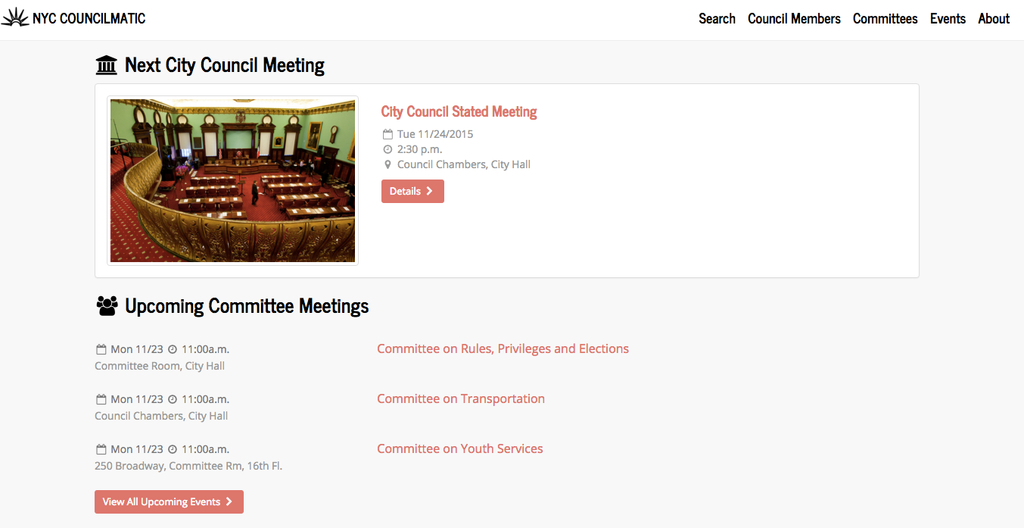 NYC COUNCILMATIC
Search Council Members Committees Events About
Next City Council Meeting
City Council Stated Meeting
Tue 11/24/2015
2:30 p.m.
Council Chambers, City Hall
Details
Upcoming Committee Meetings
Mon 11/23 11:00a.m. Committee on Rules, Privileges and Elections
Committee Room, City Hall
Mon 11/23 11:00a.m. Committee on Transportation
Council Chambers, City Hall
Mon 11/23 11:00a.m. Committee on Youth Services
250 Broadway, Committee Rm, 16th Fl.
View All Upcoming Events